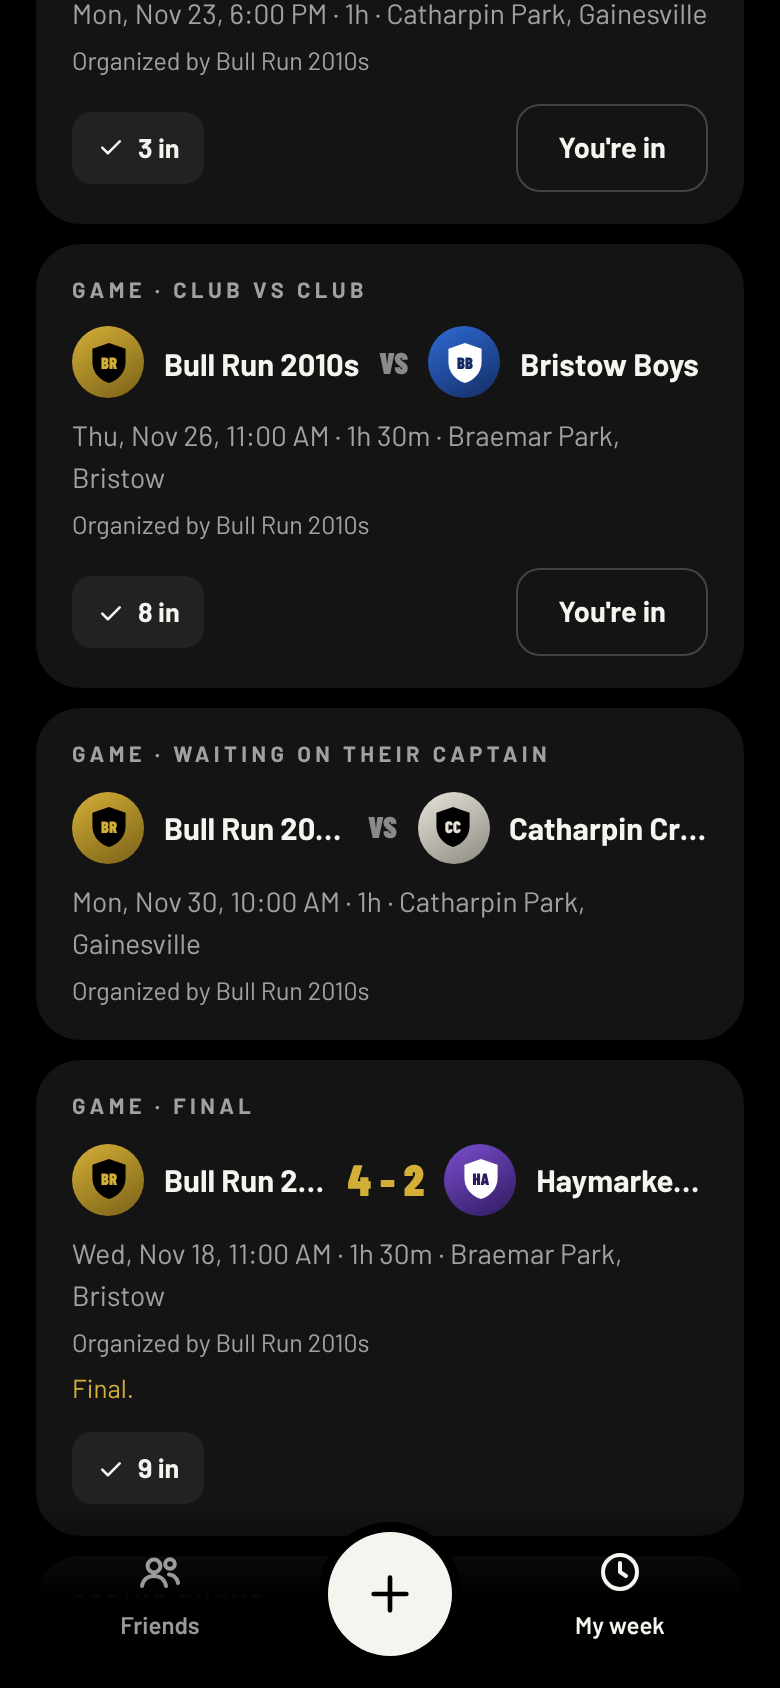 Mon, Nov 23, 6:00 PM · 1h · Catharpin Park, Gainesville
Organized by Bull Run 2010s
3 in
You're in
GAME · CLUB VS CLUB
BR Bull Run 2010s VS BB Bristow Boys
Thu, Nov 26, 11:00 AM · 1h 30m · Braemar Park,
Bristow
Organized by Bull Run 2010s
8 in
You're in
GAME · WAITING ON THEIR CAPTAIN
BR Bull Run 20... VS CC Catharpin Cr...
Mon, Nov 30, 10:00 AM · 1h · Catharpin Park,
Gainesville
Organized by Bull Run 2010s
GAME · FINAL
BR Bull Run 2... 4 - 2 HA Haymarke...
Wed, Nov 18, 11:00 AM · 1h 30m · Braemar Park,
Bristow
Organized by Bull Run 2010s
Final.
9 in
Friends
My week